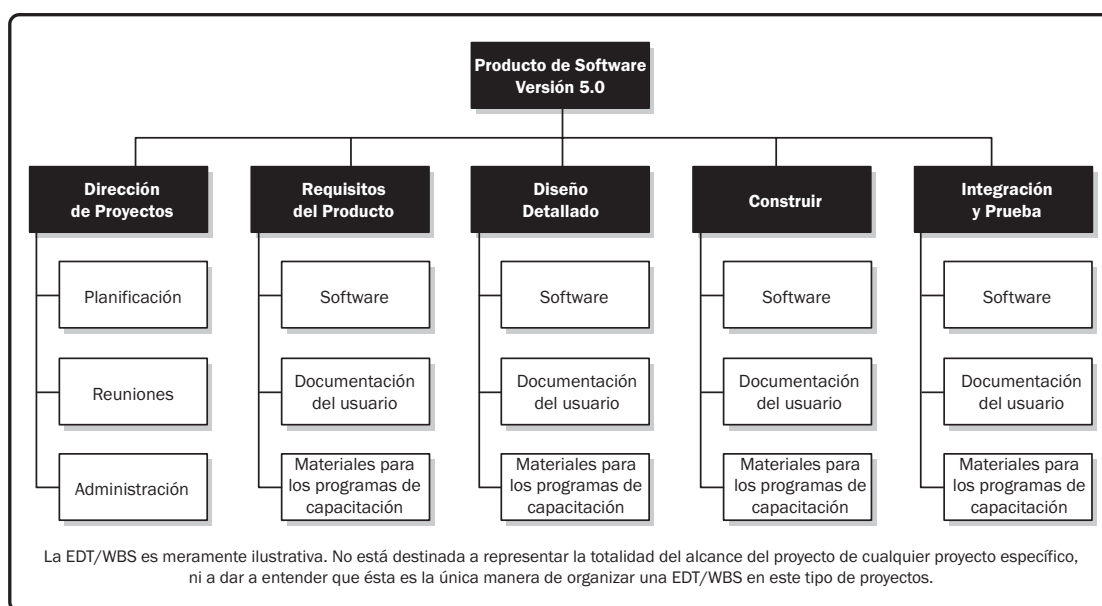 Producto de Software
Versión 5.0
Dirección
de Proyectos
Requisitos
del Producto
Diseño
Detallado
Construir
Integración
y Prueba
Planificación
Software
Software
Software
Software
Reuniones
Documentación
del usuario
Documentación
del usuario
Documentación
del usuario
Documentación
del usuario
Administración
Materiales para
los programas de
capacitación
Materiales para
los programas de
capacitación
Materiales para
los programas de
capacitación
Materiales para
los programas de
capacitación
La EDT/WBS es meramente ilustrativa. No está destinada a representar la totalidad del alcance del proyecto de cualquier proyecto específico,
ni a dar a entender que ésta es la única manera de organizar una EDT/WBS en este tipo de proyectos.